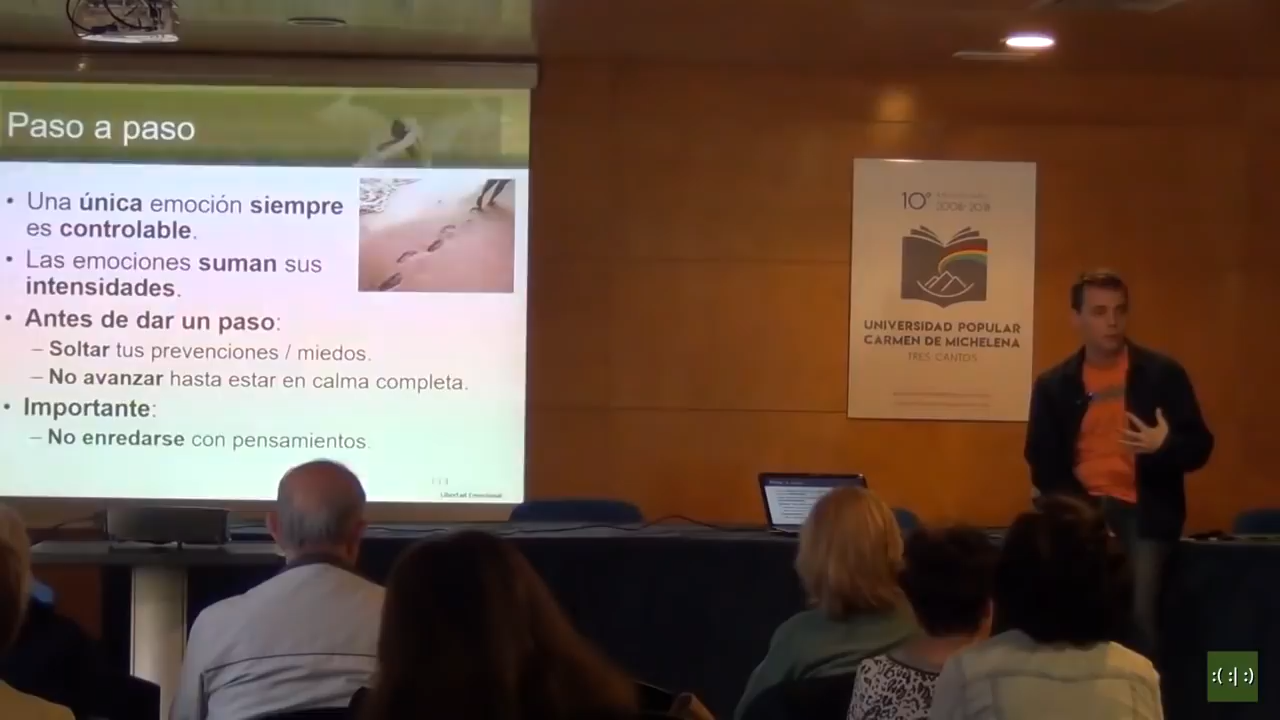 Paso a paso
• Una única emoción siempre
es controlable.
• Las emociones suman sus
intensidades.
• Antes de dar un paso:
– Soltar tus prevenciones / miedos.
– No avanzar hasta estar en calma completa.
• Importante:
– No enredarse con pensamientos.
Libertad Emocional
10º
2008-2018
UNIVERSIDAD POPULAR
CARMEN DE MICHELENA
TRES CANTOS
:( :| :)